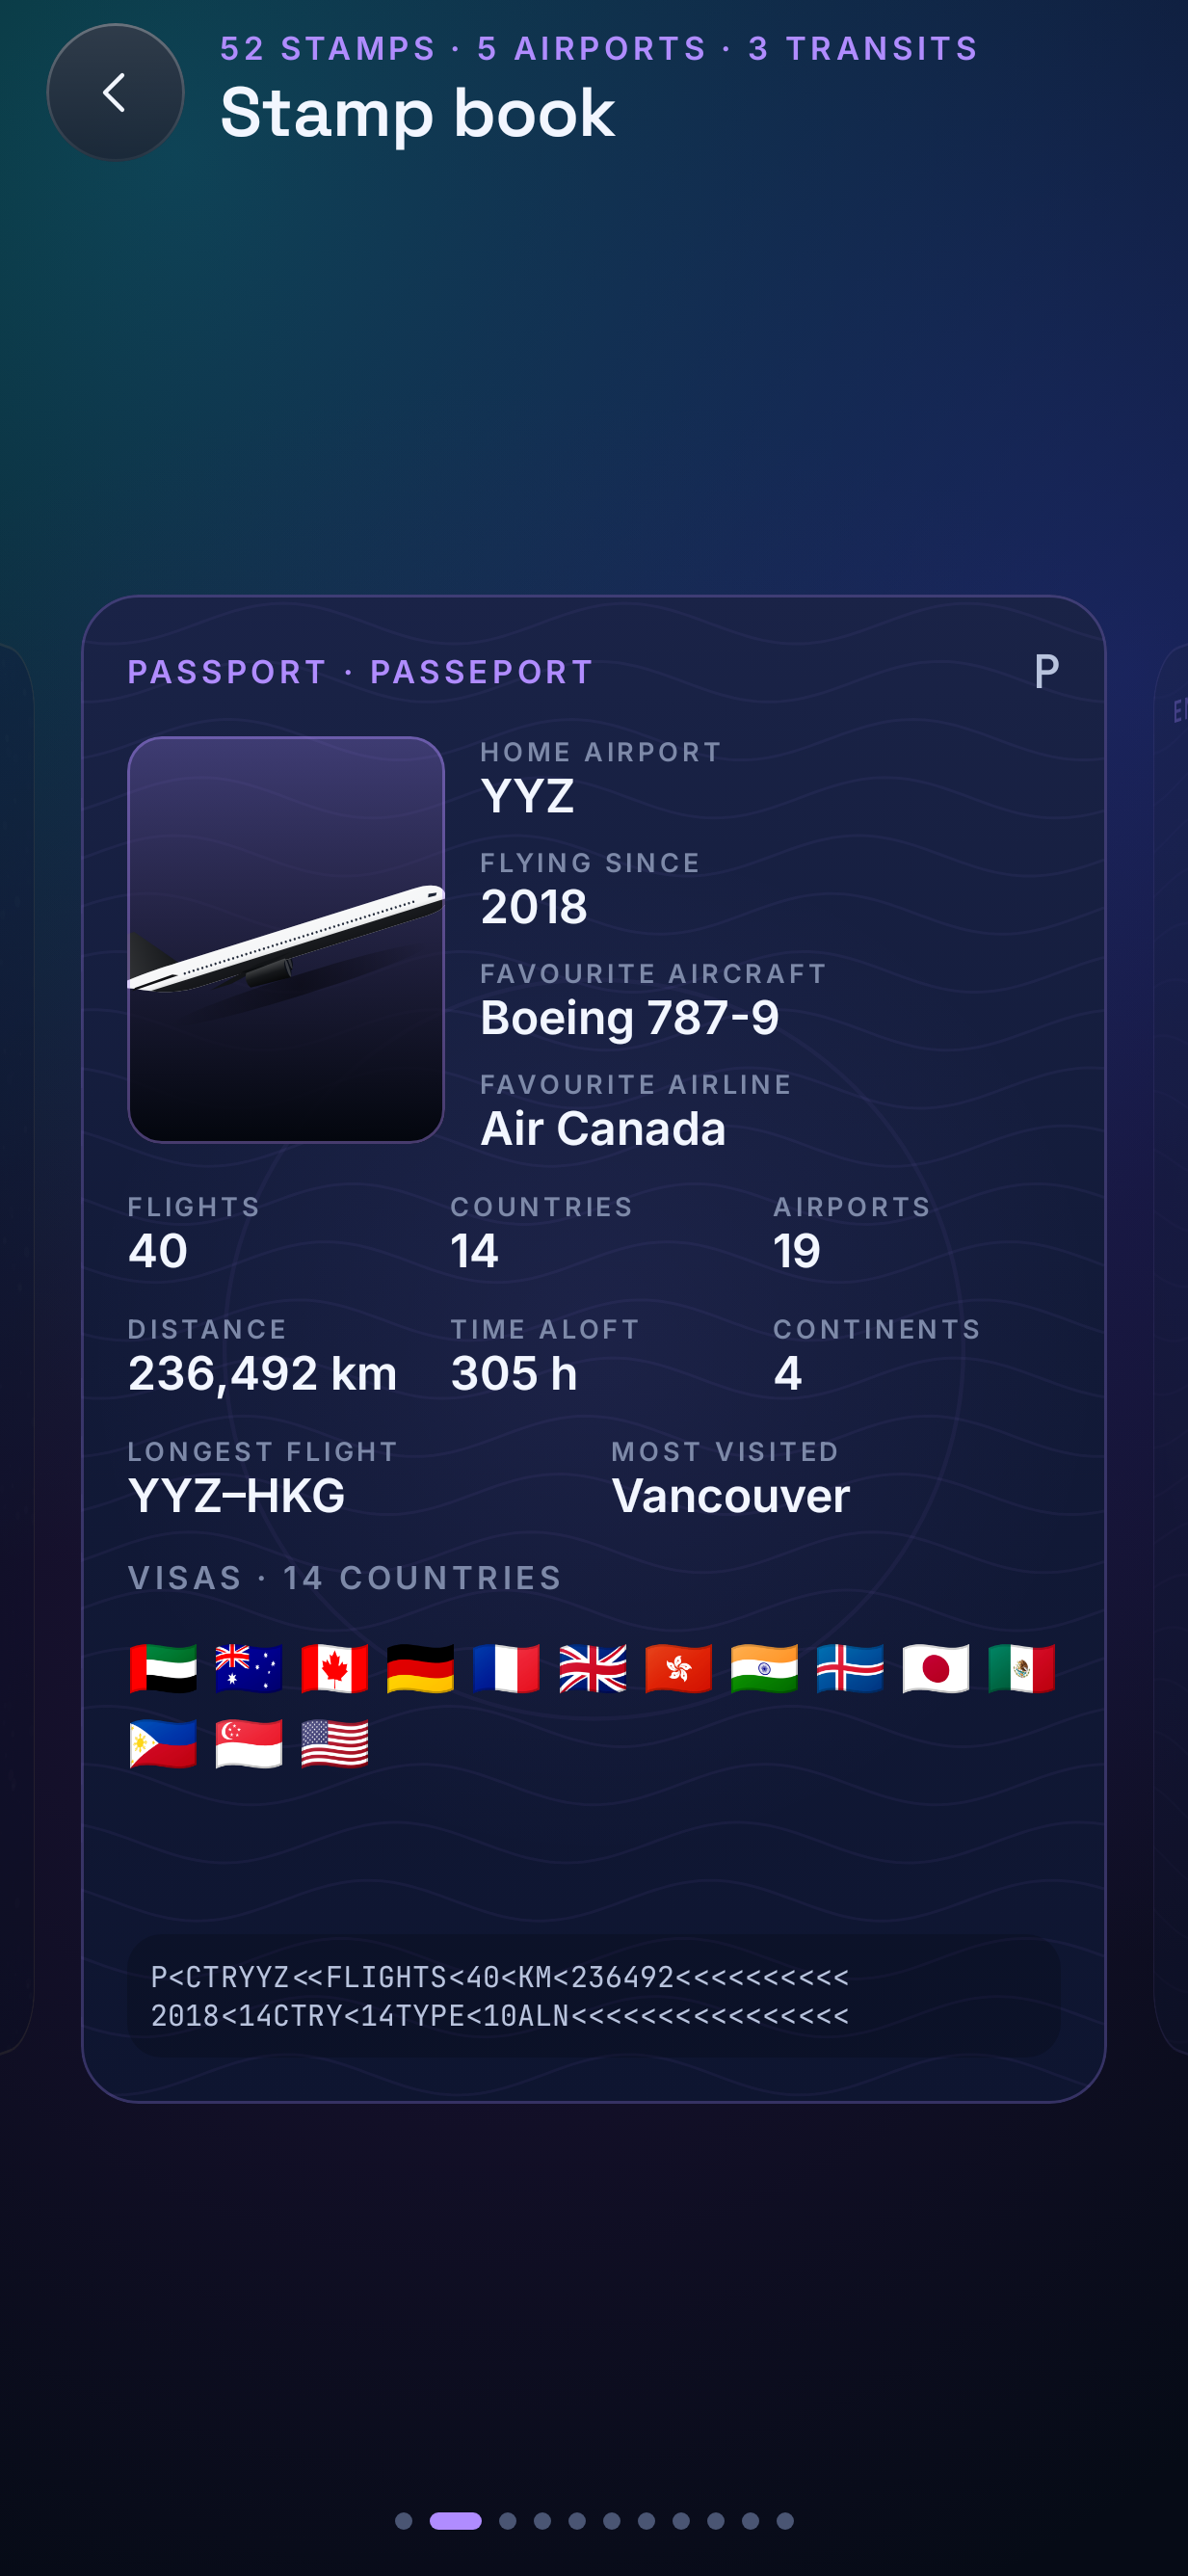 52 STAMPS · 5 AIRPORTS · 3 TRANSITS
Stamp book
PASSPORT · PASSEPORT
P
HOME AIRPORT
YYZ
FLYING SINCE
2018
FAVOURITE AIRCRAFT
Boeing 787-9
FAVOURITE AIRLINE
Air Canada
FLIGHTS COUNTRIES AIRPORTS
40 14 19
DISTANCE TIME ALOFT CONTINENTS
236,492 km 305 h 4
LONGEST FLIGHT MOST VISITED
YYZ–HKG Vancouver
VISAS · 14 COUNTRIES
P<CTRYYZ<<FLIGHTS<40<KM<236492<<<<<<<<<<
2018<14CTRY<14TYPE<10ALN<<<<<<<<<<<<<<<<